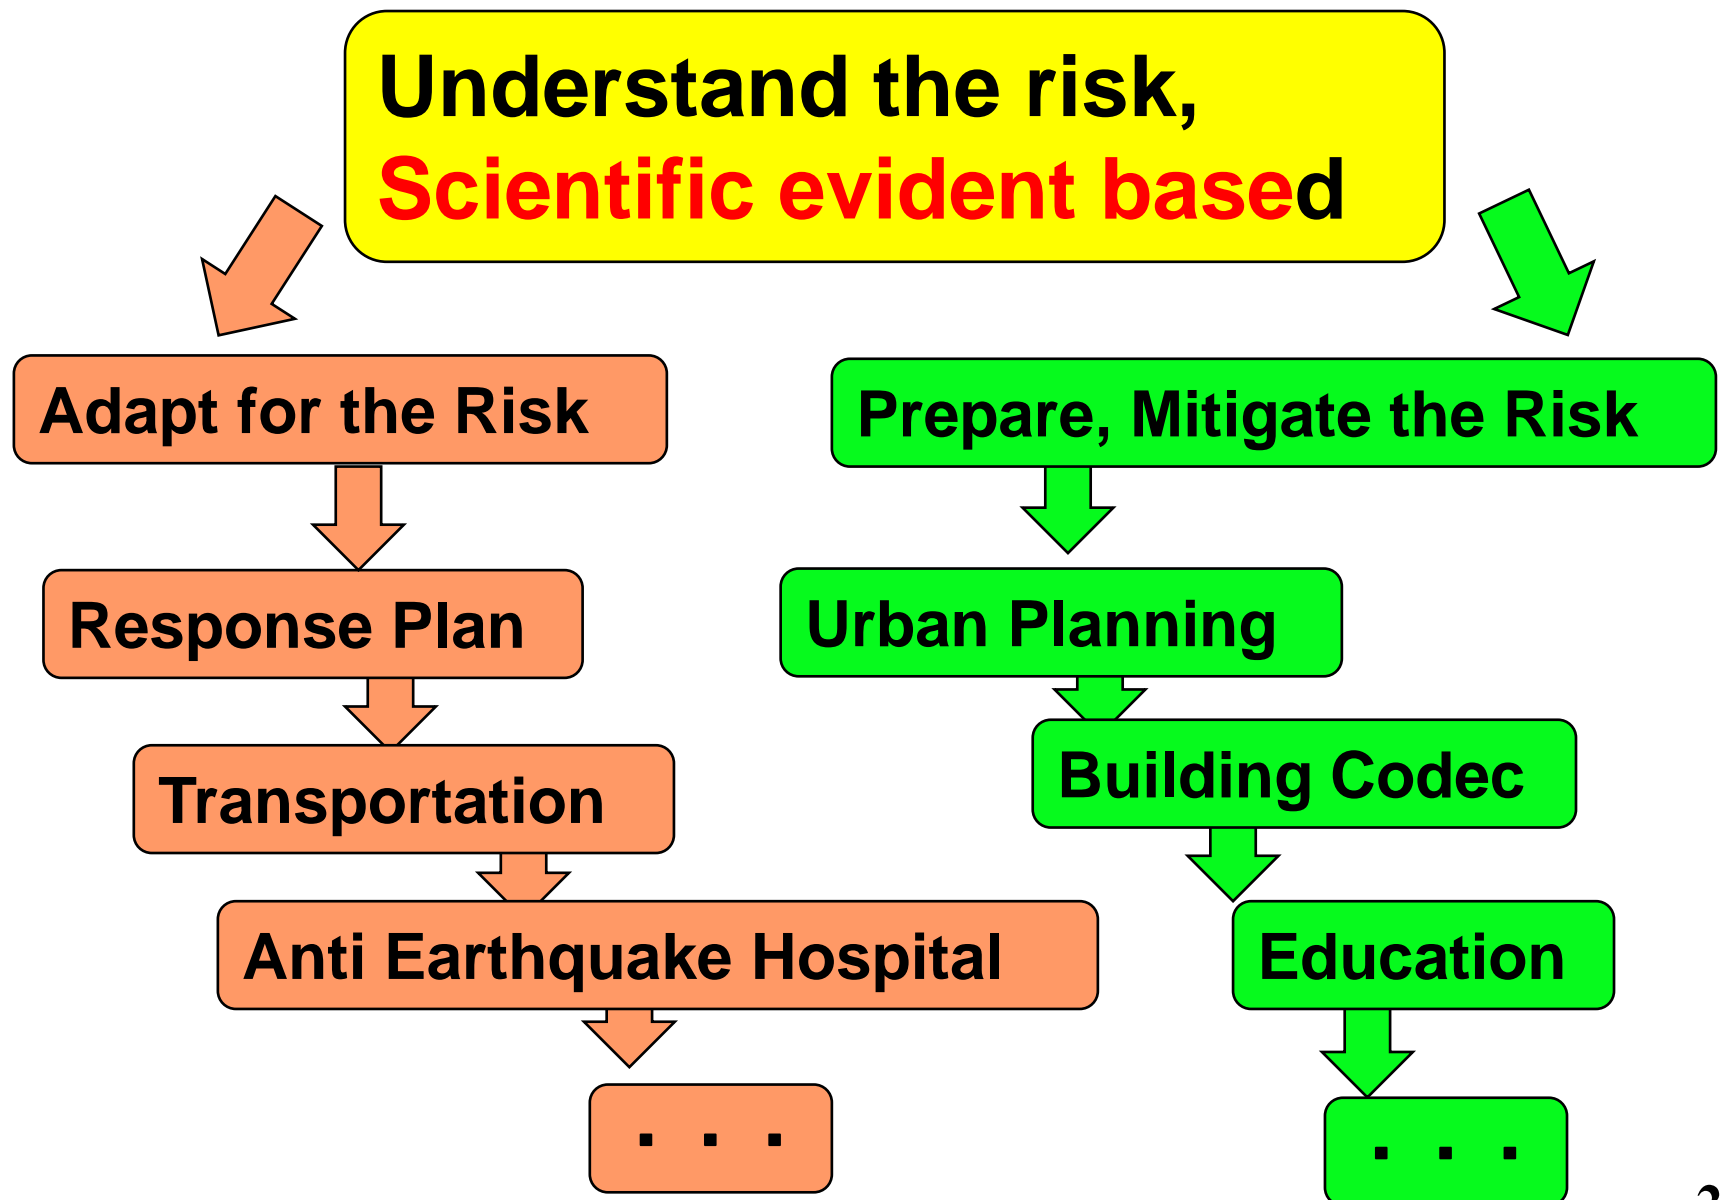 Understand the risk,
Scientific evident based
Adapt for the Risk
Response Plan
Transportation
Anti Earthquake Hospital
. . .
Prepare, Mitigate the Risk
Urban Planning
Building Codec
Education
. . .